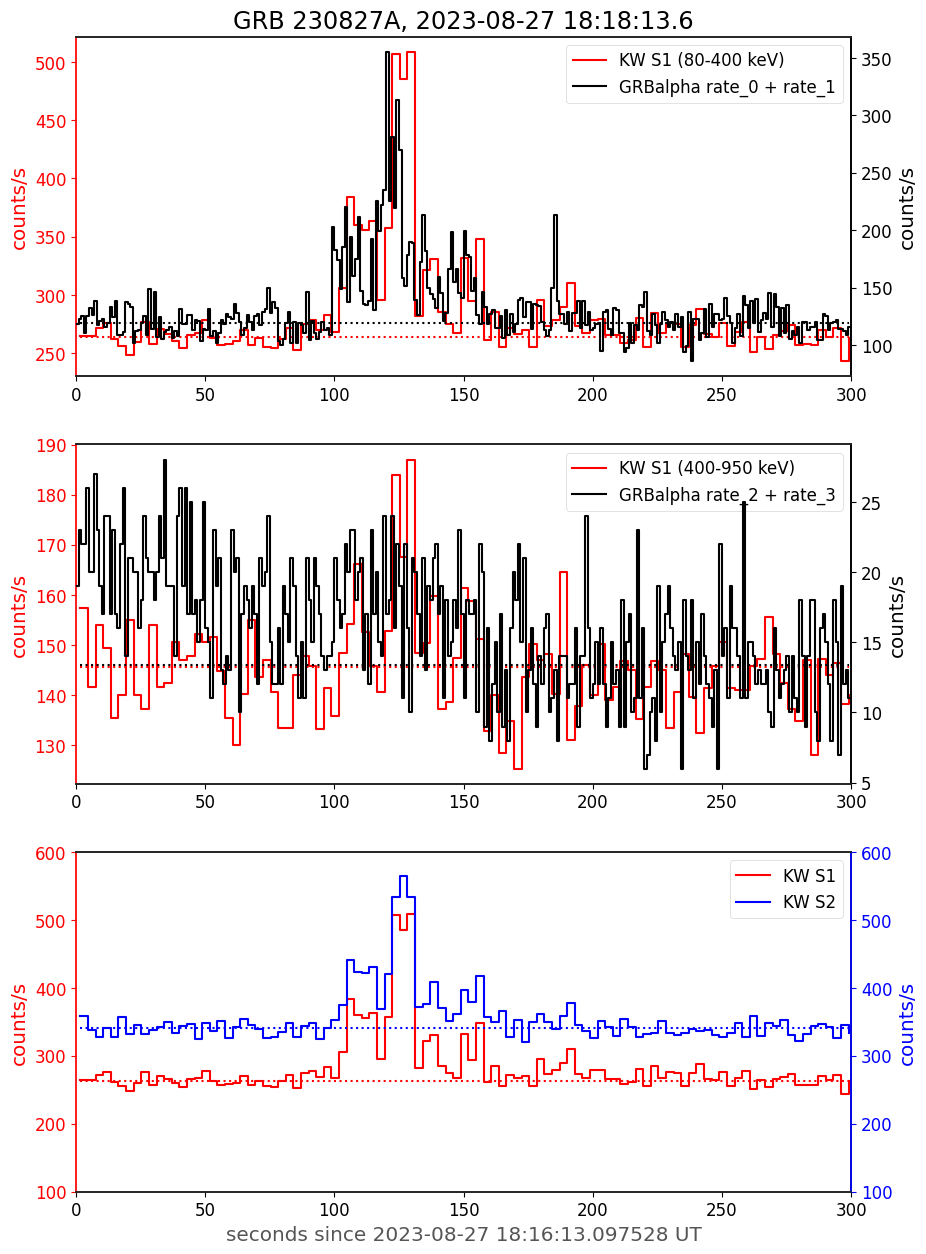 GRB 230827A, 2023-08-27 18:18:13.6
KW S1 (80-400 keV)
GRBalpha rate_0 + rate_1
counts/s
counts/s
500
450
400
350
300
250
350
300
250
200
150
100
0 50 100 150 200 250 300
KW S1 (400-950 keV)
GRBalpha rate_2 + rate_3
counts/s
counts/s
190
180
170
160
150
140
130
25
20
15
10
5
0 50 100 150 200 250 300
KW S1
KW S2
counts/s
counts/s
600
500
400
300
200
100
600
500
400
300
200
100
0 50 100 150 200 250 300
seconds since 2023-08-27 18:16:13.097528 UT